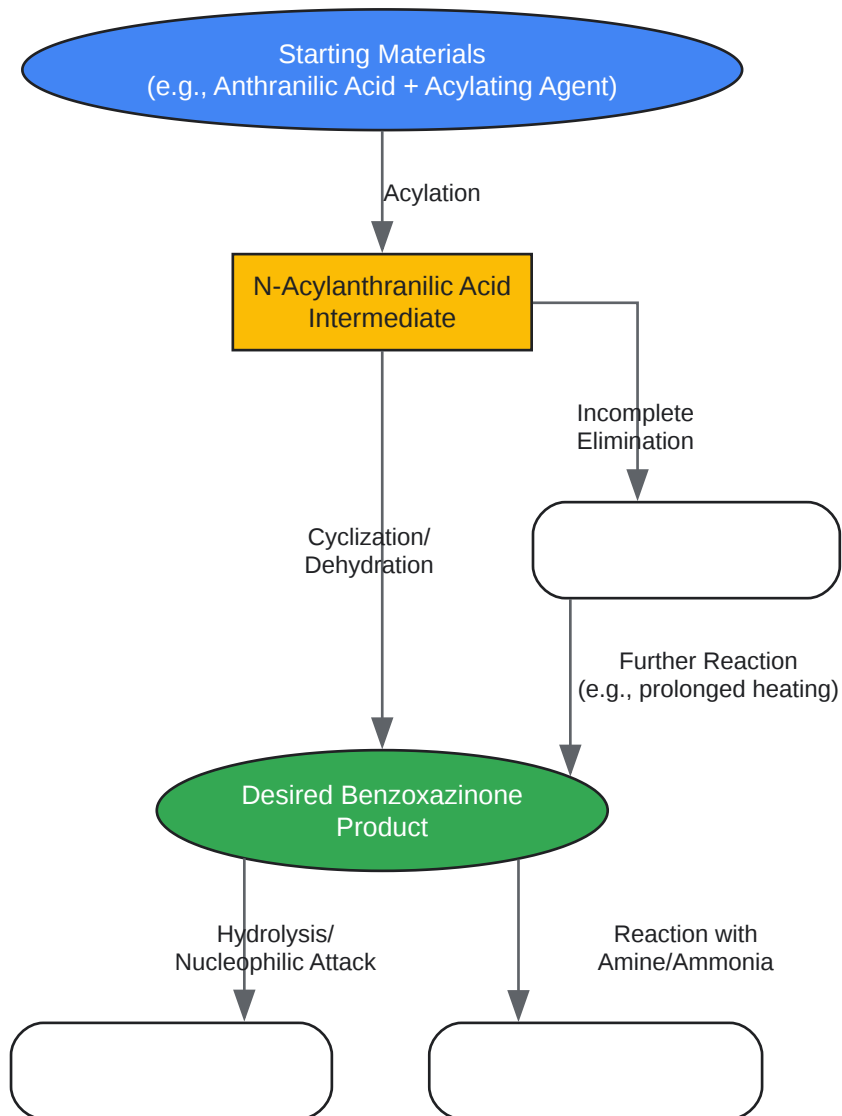 Starting Materials
(e.g., Anthranilic Acid + Acylating Agent)
Acylation
N-Acylanthranilic Acid
Intermediate
Incomplete
Elimination
Cyclization/
Dehydration
Further Reaction
(e.g., prolonged heating)
Desired Benzoxazinone
Product
Hydrolysis/
Nucleophilic Attack
Reaction with
Amine/Ammonia